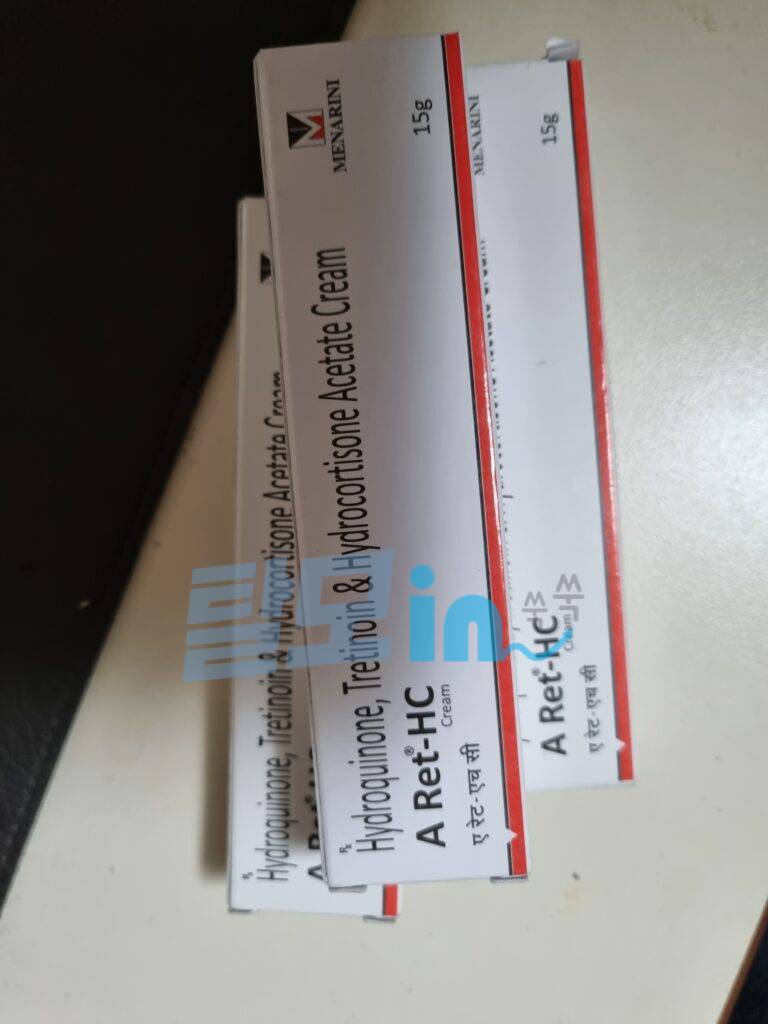 Rx
Hydroquinone, Tretinoin & Hydrocortisone Acetate Cream
A Ret®-HC
Cream
ए रेट-एच सी
MENARINI
15g
Rx
Hydroquinone, Tretinoin & Hydrocortisone Acetate Cream
MENARINI
15g
A Ret®-HC
Cream
ए रेट-एच सी
in